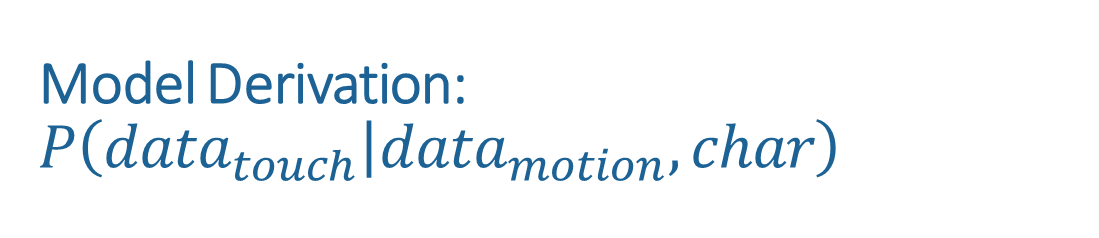 Model Derivation:
P(data_touch|data_motion, char)